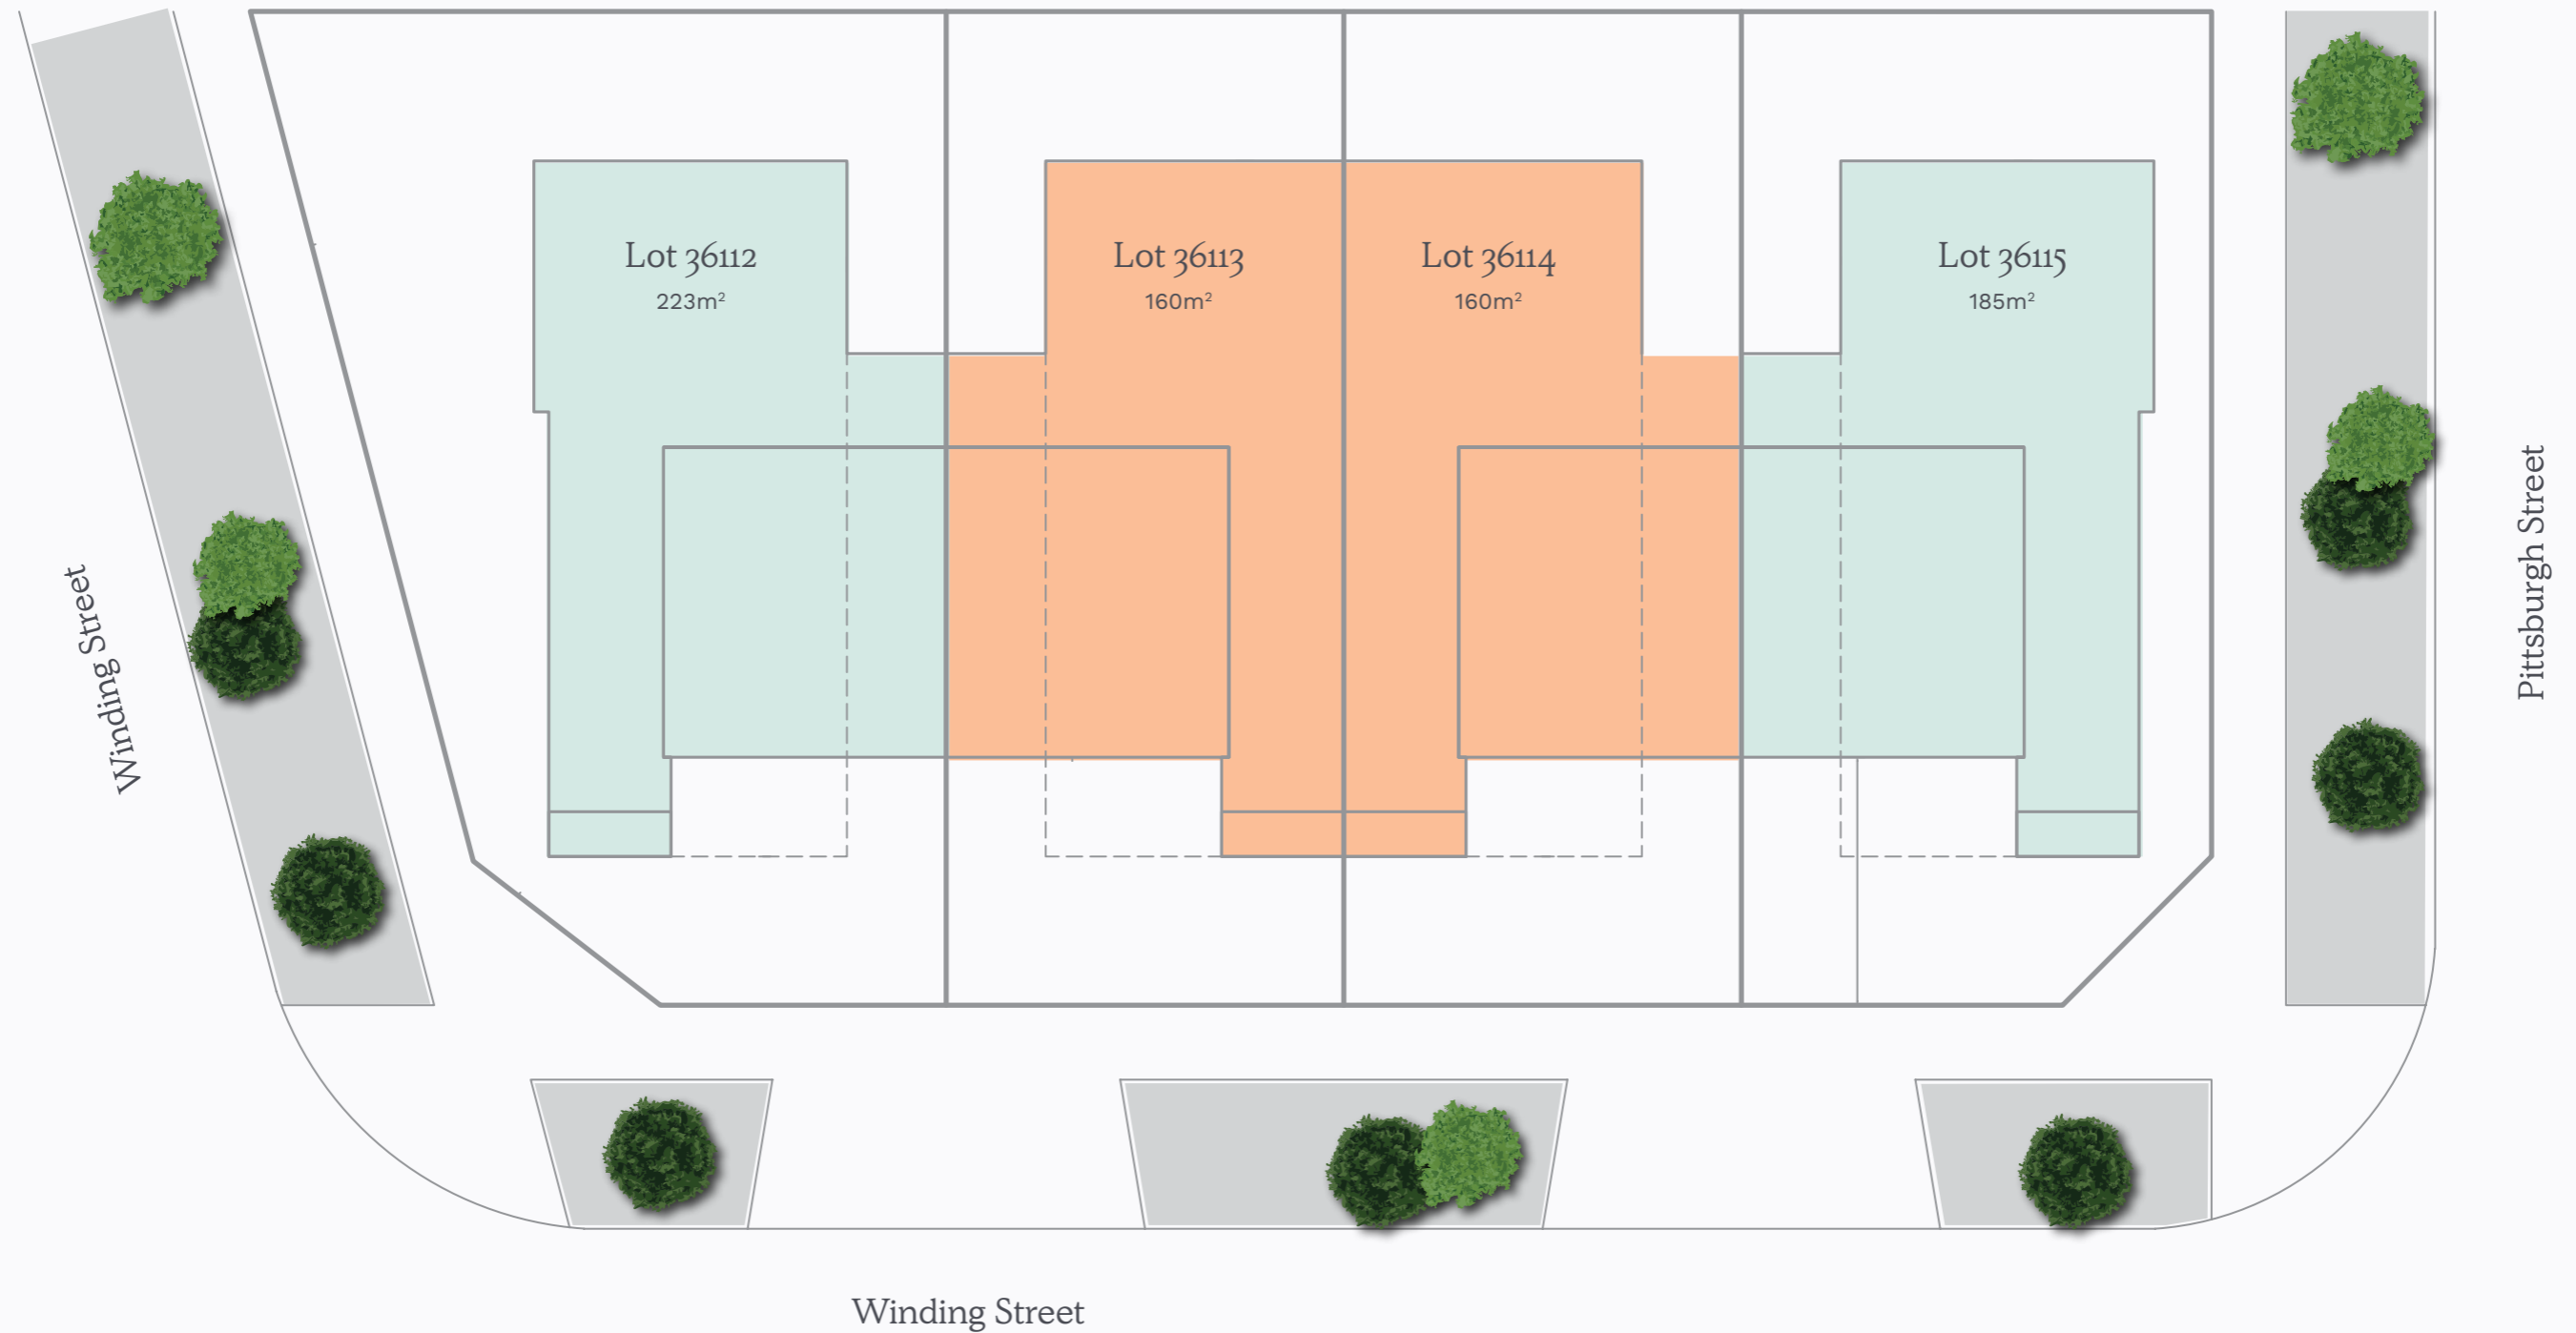 Lot 36112
223m²
Lot 36113
160m²
Lot 36114
160m²
Lot 36115
185m²
Winding Street
Pittsburgh Street
Winding Street